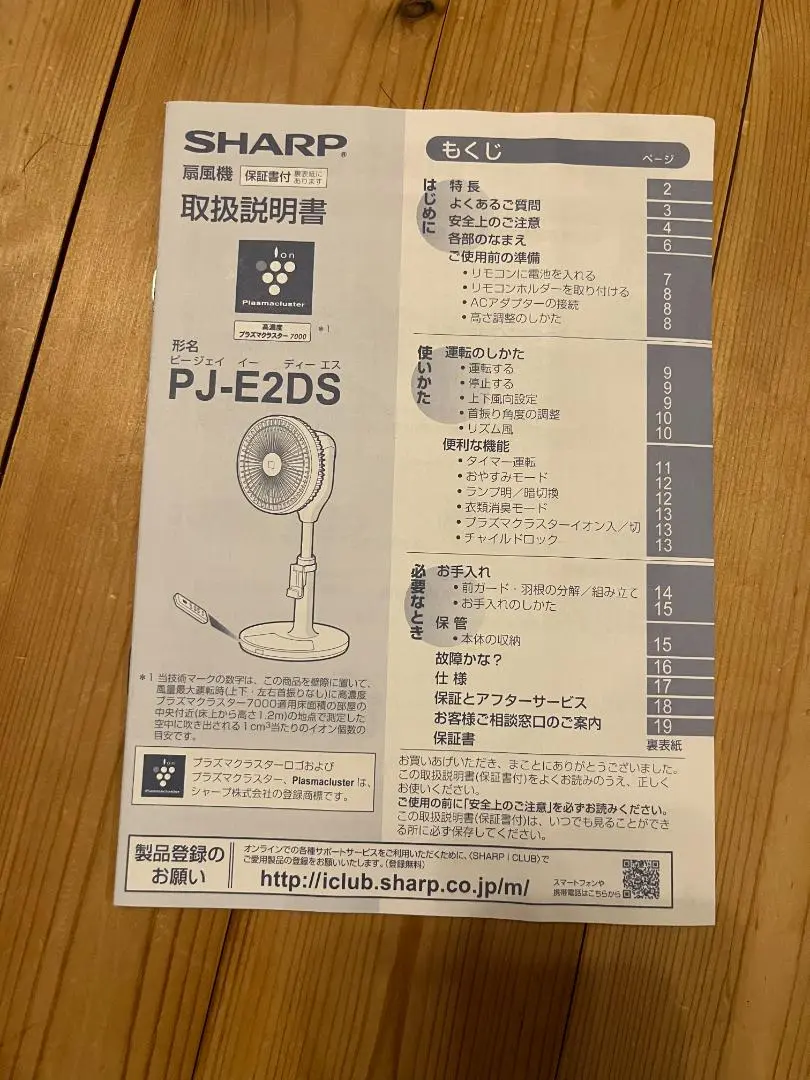 SHARP®
扇風機 保証書付 裏表紙にあります
取扱説明書
Ion
Plasmacluster
高濃度
プラズマクラスター7000
*1
形名
ピージェイ イー ディーエス
PJ-E2DS
*1 当技術マークの数字は、この商品を壁際に置いて、
風量最大運転時(上下・左右首振りなし)に高濃度
プラズマクラスター7000適用床面積の部屋の
中央付近(床上から高さ1.2m)の地点で測定した
空中に吹き出される1cm³当たりのイオン個数の
目安です。
プラズマクラスターロゴおよび
プラズマクラスター、Plasmacluster は、
シャープ株式会社の登録商標です。
もくじ ページ
はじめに
特長 2
よくあるご質問 3
安全上のご注意 4
各部のなまえ 6
ご使用前の準備
・リモコンに電池を入れる 7
・リモコンホルダーを取り付ける 8
・ACアダプターの接続 8
・高さ調整のしかた 8
使いかた
運転のしかた
・運転する 9
・停止する 9
・上下風向設定 9
・首振り角度の調整 10
・リズム風 10
便利な機能
・タイマー運転 11
・おやすみモード 12
・ランプ明/暗切換 12
・衣類消臭モード 13
・プラズマクラスターイオン入/切 13
・チャイルドロック 13
必要なとき
お手入れ
・前ガード・羽根の分解/組み立て 14
・お手入れのしかた 15
保管
・本体の収納 15
故障かな? 16
仕様 17
保証とアフターサービス 18
お客様ご相談窓口のご案内 19
保証書 裏表紙
お買いあげいただき、まことにありがとうございました。
この取扱説明書(保証書付)をよくお読みのうえ、正しく
お使いください。
ご使用の前に「安全上のご注意」を必ずお読みください。
この取扱説明書(保証書付)は、いつでも見ることができ
る所に必ず保存してください。
製品登録の
お願い
オンラインでの各種サポートサービスをご利用いただくために、〈SHARP i CLUB〉で
ご愛用製品の登録をお願いいたします。(登録無料)
http://iclub.sharp.co.jp/m/
スマートフォンや
携帯電話はこちらから